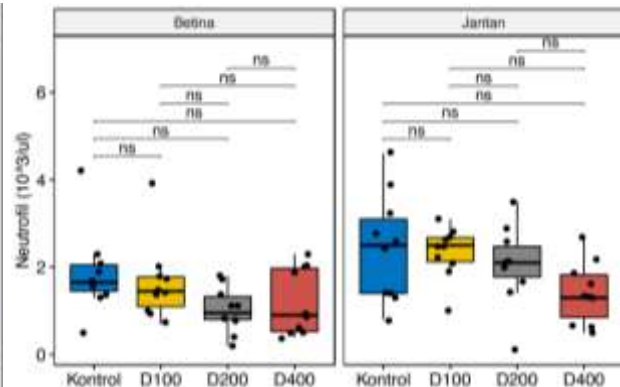 Betina Jantan
ns
ns
ns
ns
ns
ns
ns
ns
ns
ns
ns
ns
Neutrofil (10^3/ul)
6
4
2
0
Kontrol D100 D200 D400 Kontrol D100 D200 D400